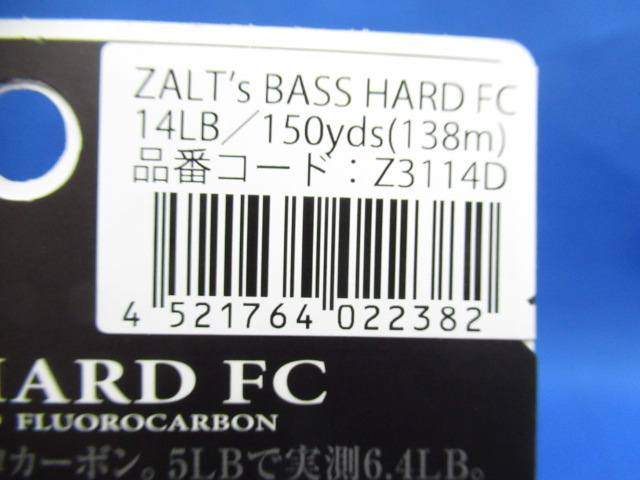 ZALT's BASS HARD FC
14LB／150yds(138m)
品番コード：Z3114D
4 521764 022382
HARD FC
FLUOROCARBON
カーボン。5LBで実測6.4LB。